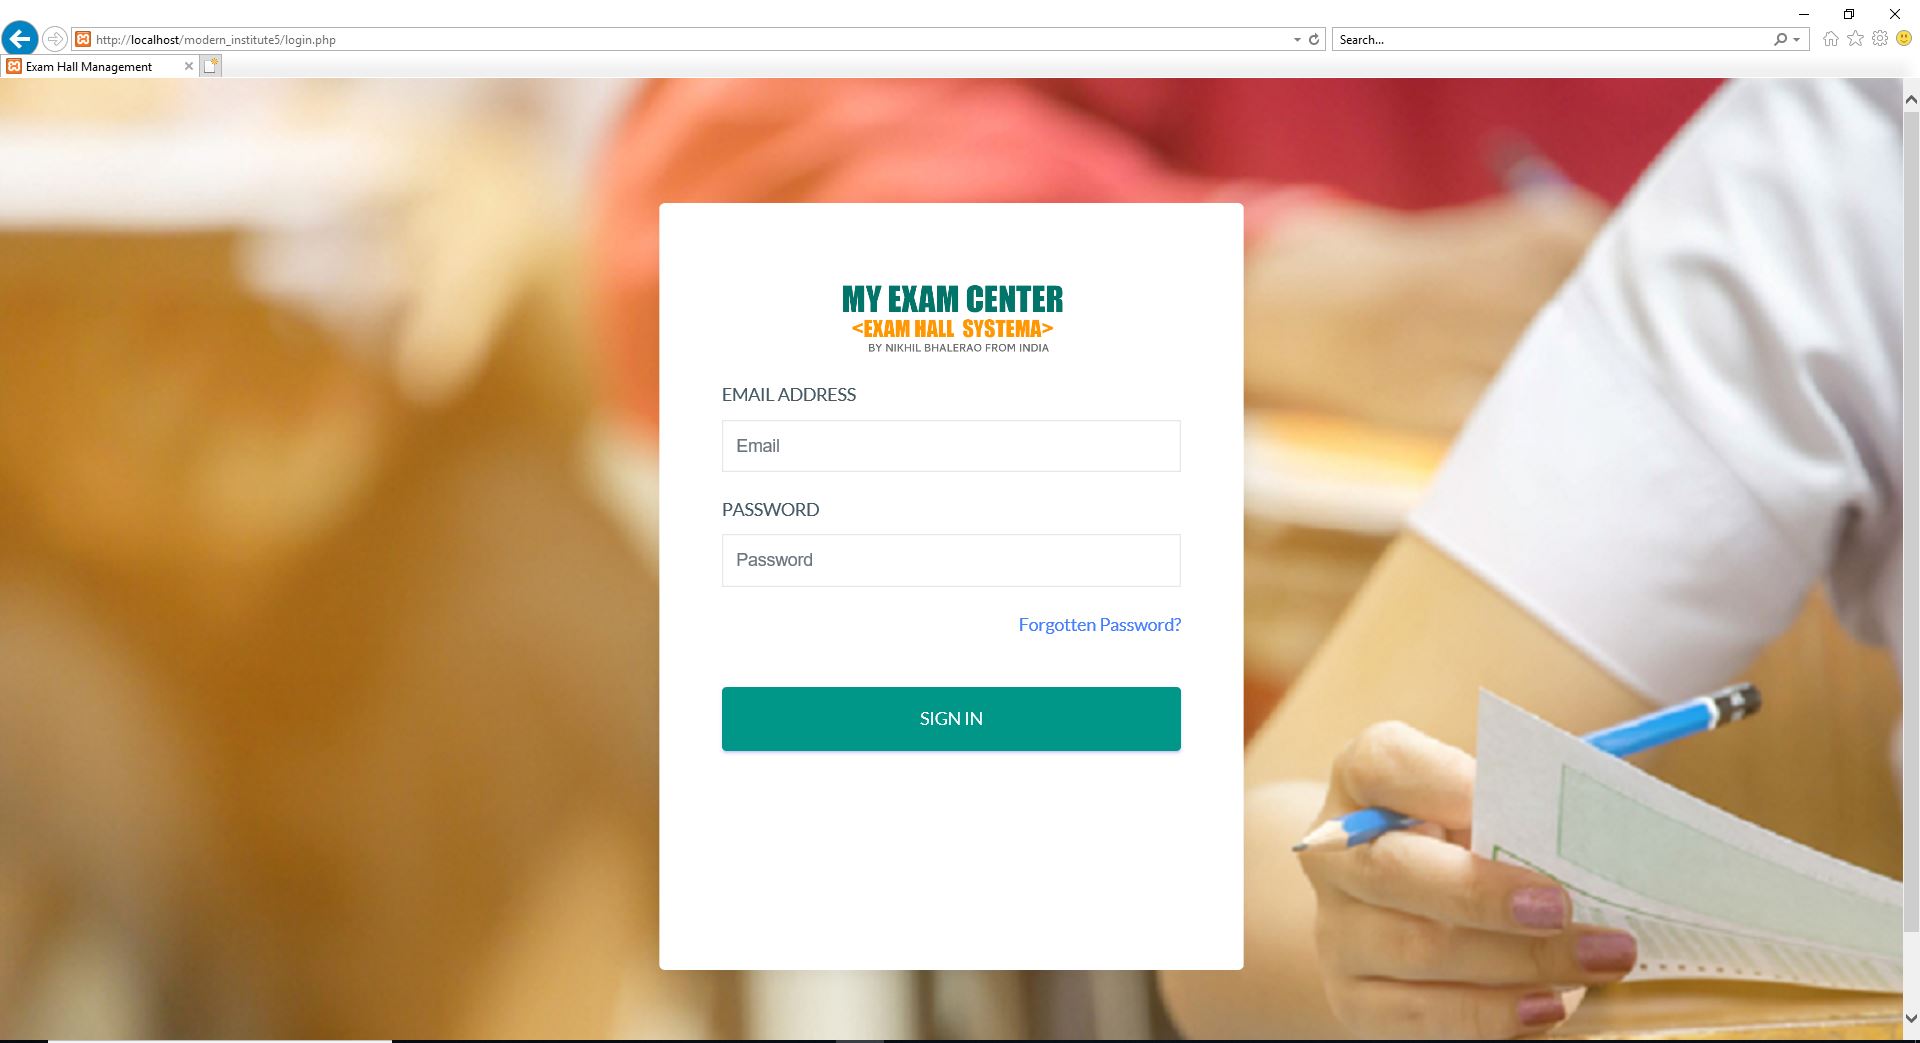 http://localhost/modern_institute5/login.php
Search...
Exam Hall Management
MY EXAM CENTER
<EXAM HALL SYSTEMA>
BY NIKHIL BHALERAO FROM INDIA
EMAIL ADDRESS
Email
PASSWORD
Password
Forgotten Password?
SIGN IN